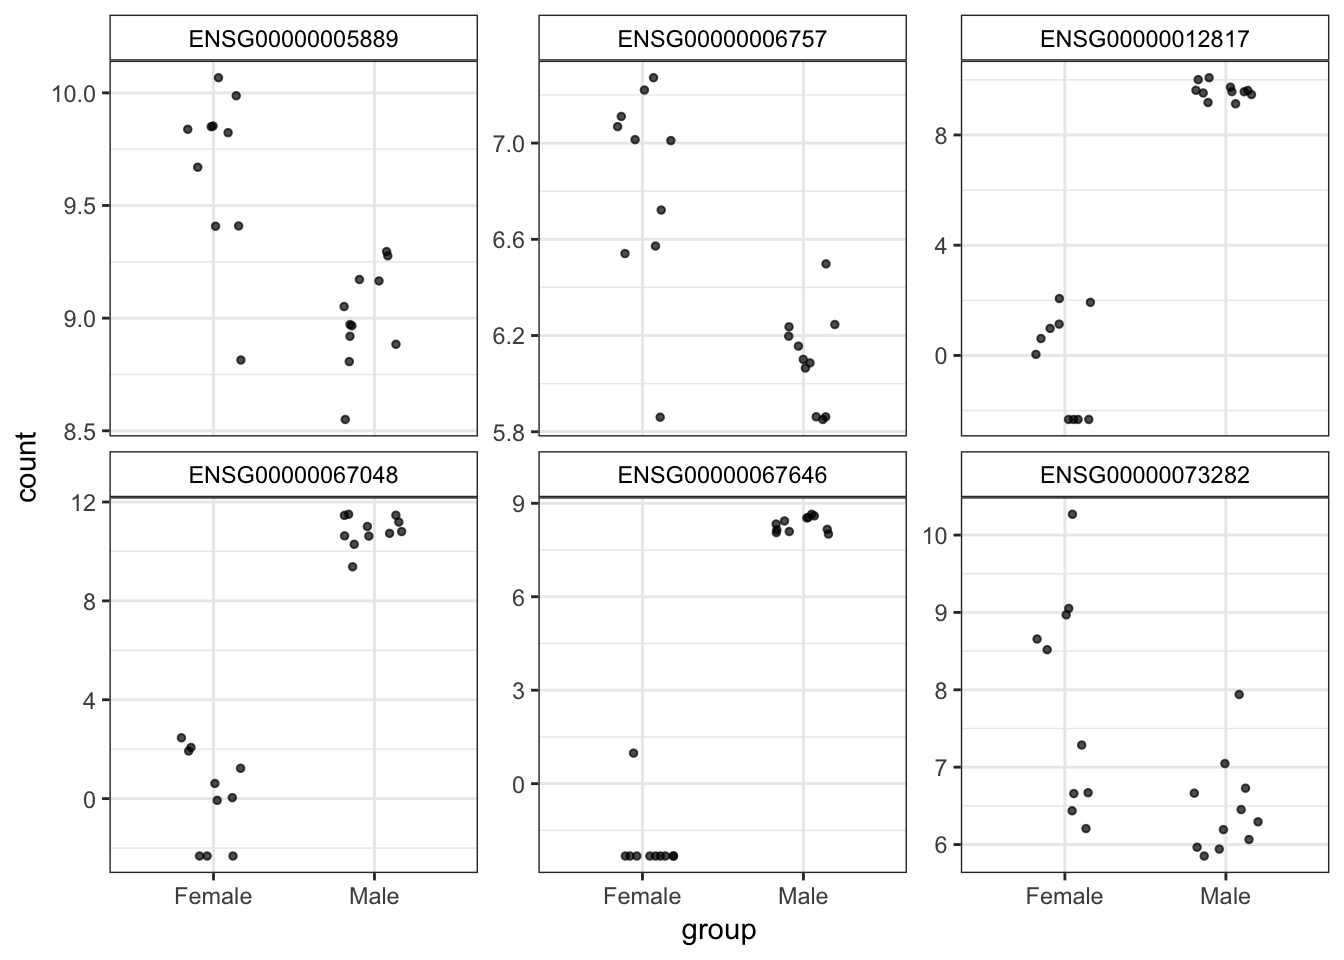 ENSG00000005889
ENSG00000006757
ENSG00000012817
10.0
9.5
9.0
8.5
7.0
6.6
6.2
5.8
8
4
0
count
ENSG00000067048
ENSG00000067646
ENSG00000073282
12
8
4
0
9
6
3
0
10
9
8
7
6
Female
Male
Female
Male
Female
Male
group